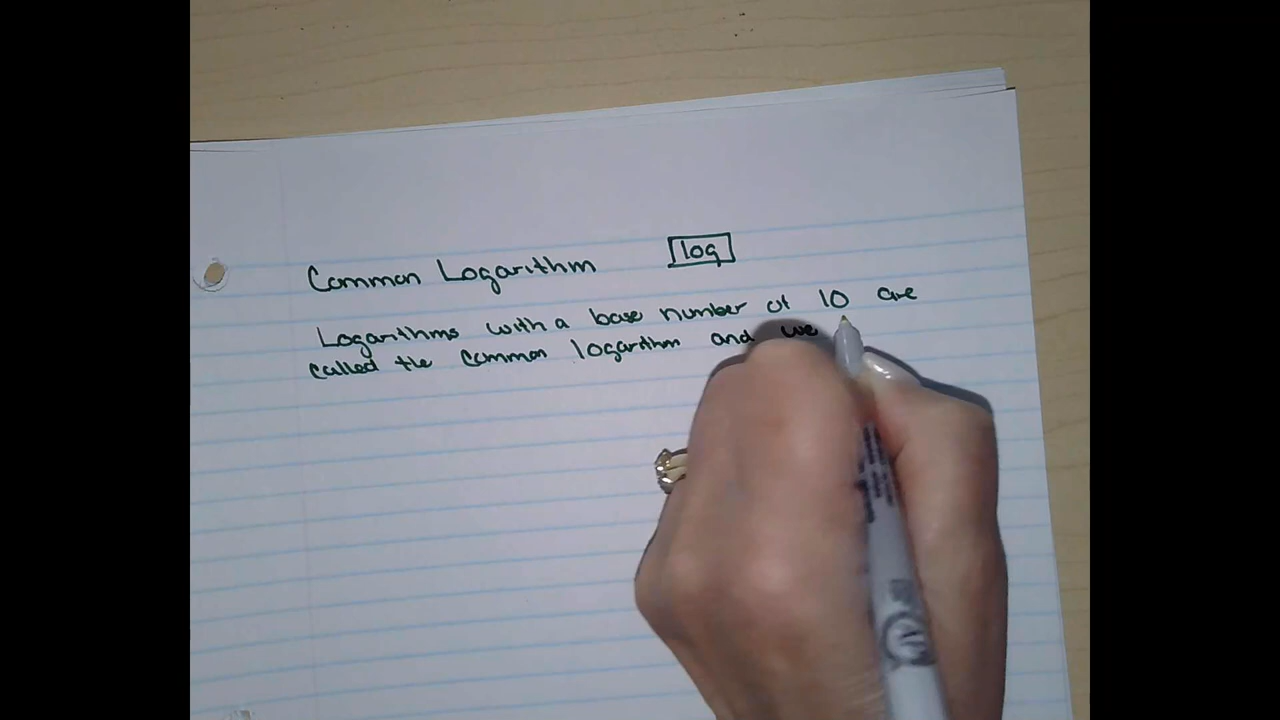 Common Logarithm log
Logarithms with a base number of 10 are
called the common logarithm and we